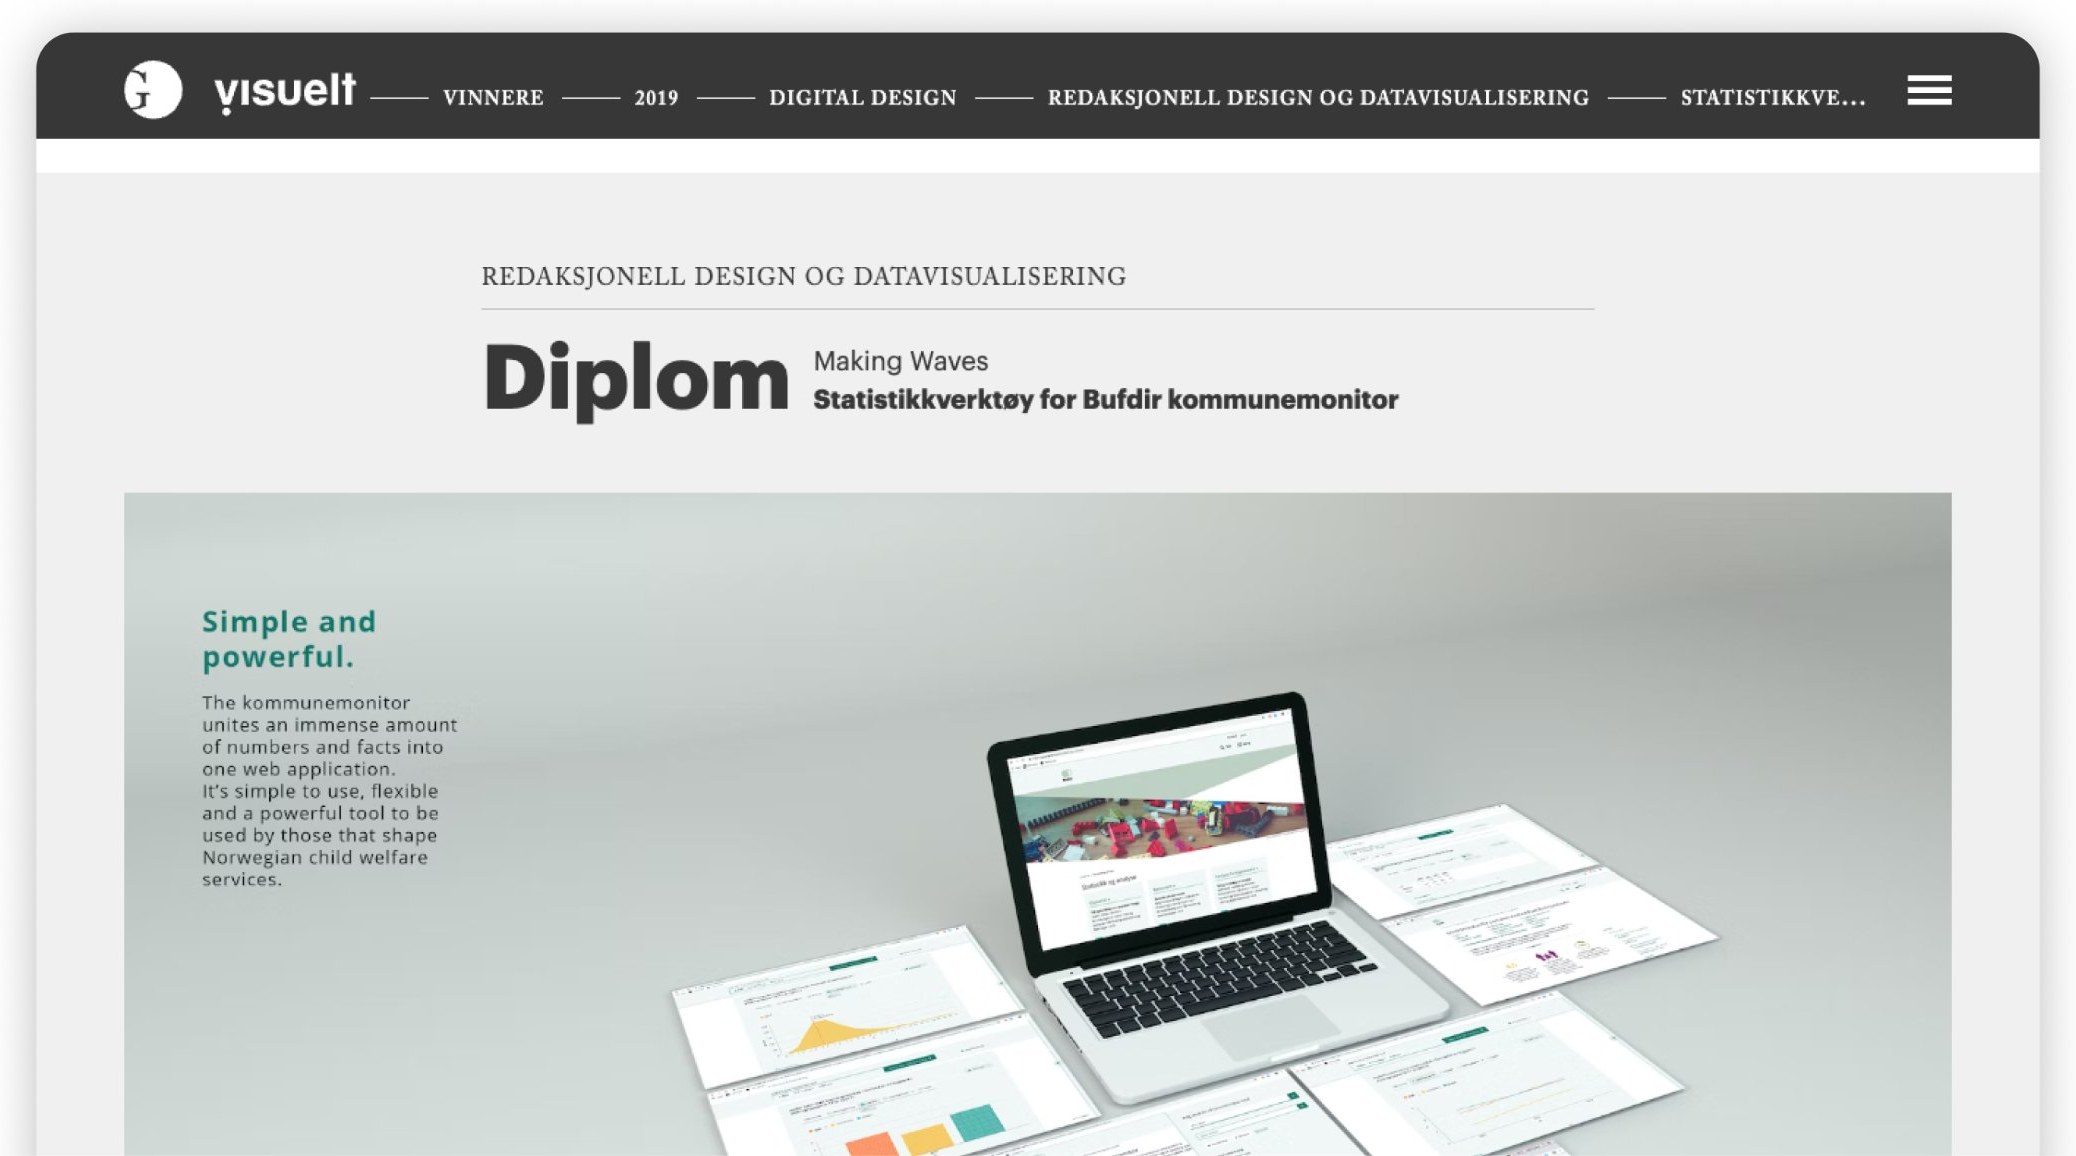 G visuelt VINNERE 2019 DIGITAL DESIGN REDAKSJONELL DESIGN OG DATAVISUALISERING STATISTIKKVE...
REDAKSJONELL DESIGN OG DATAVISUALISERING
Diplom
Making Waves
Statistikkverktøy for Bufdir kommunemonitor
Simple and
powerful.
The kommunemonitor
unites an immense amount
of numbers and facts into
one web application.
It's simple to use, flexible
and a powerful tool to be
used by those that shape
Norwegian child welfare
services.
Statistikk og analyse